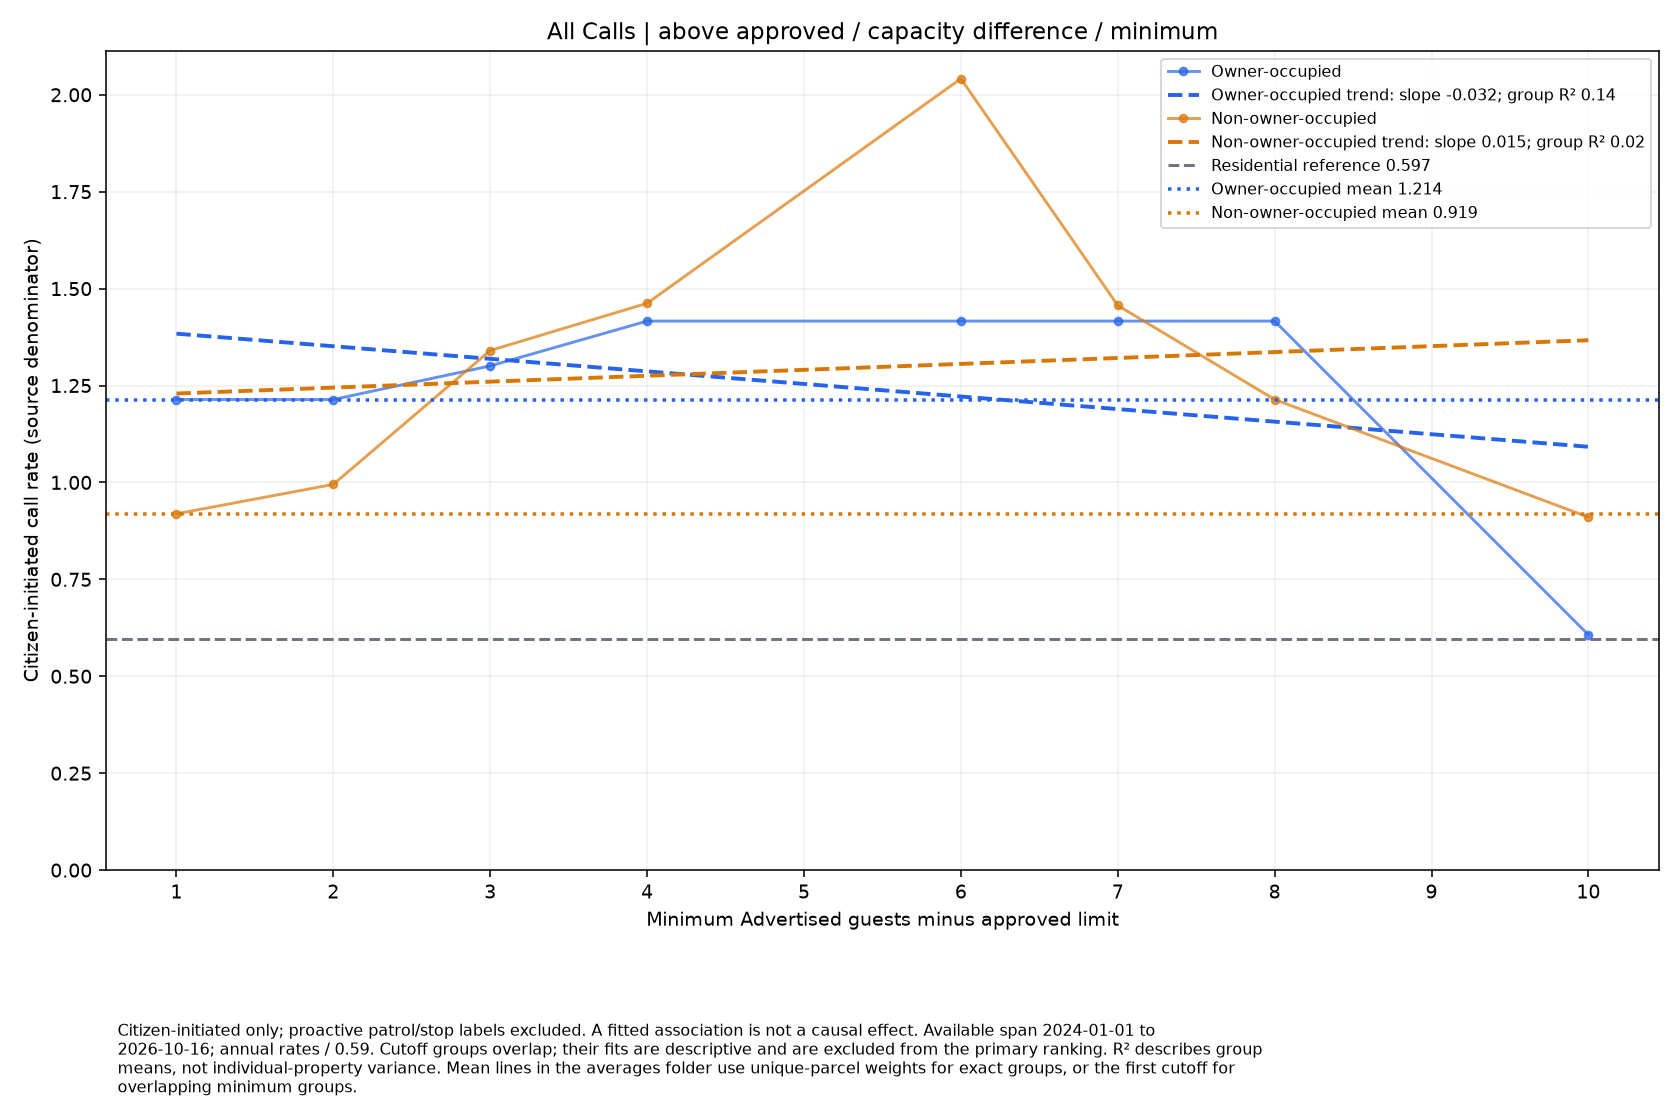 All Calls | above approved / capacity difference / minimum
Owner-occupied
Owner-occupied trend: slope -0.032; group R² 0.14
Non-owner-occupied
Non-owner-occupied trend: slope 0.015; group R² 0.02
Residential reference 0.597
Owner-occupied mean 1.214
Non-owner-occupied mean 0.919
Citizen-initiated call rate (source denominator)
2.00
1.75
1.50
1.25
1.00
0.75
0.50
0.25
0.00
1 2 3 4 5 6 7 8 9 10
Minimum Advertised guests minus approved limit
Citizen-initiated only; proactive patrol/stop labels excluded. A fitted association is not a causal effect. Available span 2024-01-01 to
2026-10-16; annual rates / 0.59. Cutoff groups overlap; their fits are descriptive and are excluded from the primary ranking. R² describes group
means, not individual-property variance. Mean lines in the averages folder use unique-parcel weights for exact groups, or the first cutoff for
overlapping minimum groups.